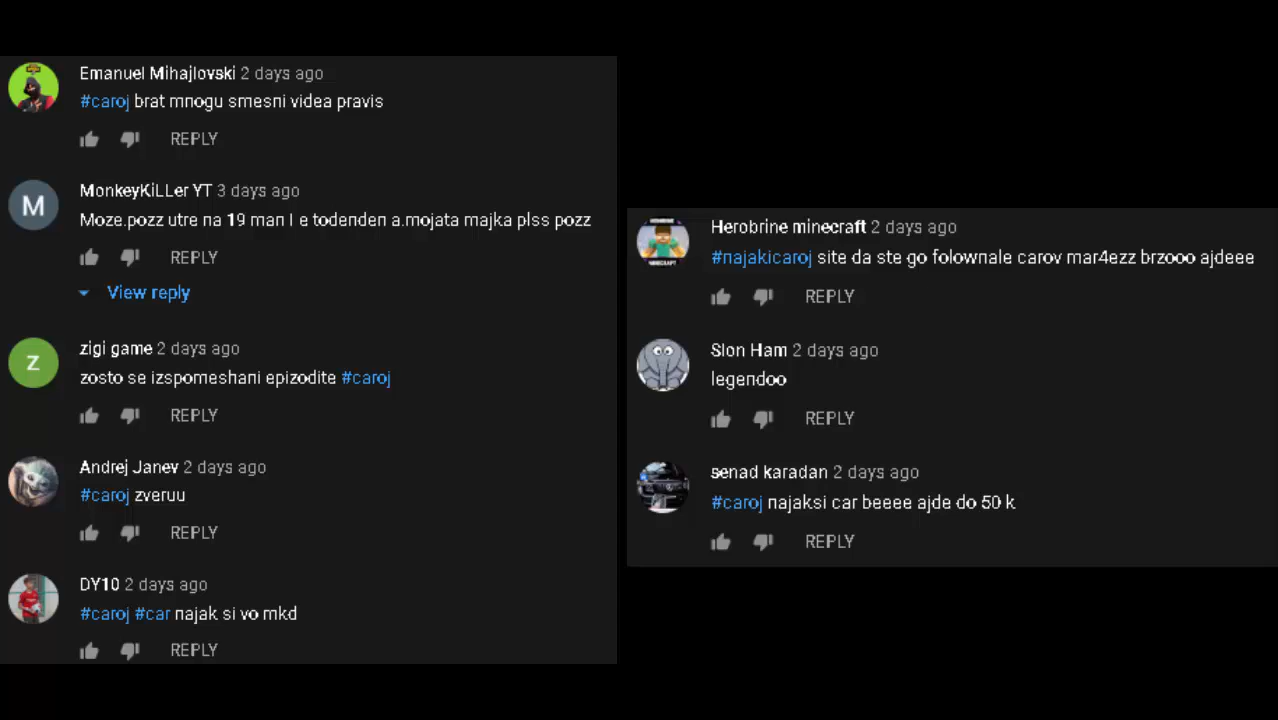 Emanuel Mihajlovski 2 days ago
#caroj brat mnogu smesni videa pravis
REPLY
M
MonkeyKiLLer YT 3 days ago
Moze.pozz utre na 19 man I e todenden a.mojata majka plss pozz
REPLY
View reply
Z
zigi game 2 days ago
zosto se izspomeshani epizodite #caroj
REPLY
Andrej Janev 2 days ago
#caroj zveruu
REPLY
DY10 2 days ago
#caroj #car najak si vo mkd
REPLY
HEROBRINE
MINECRAFT
Herobrine minecraft 2 days ago
#najakicaroj site da ste go folownale carov mar4ezz brzooo ajdeee
REPLY
Slon Ham 2 days ago
legendoo
REPLY
senad karadan 2 days ago
#caroj najaksi car beeee ajde do 50 k
REPLY